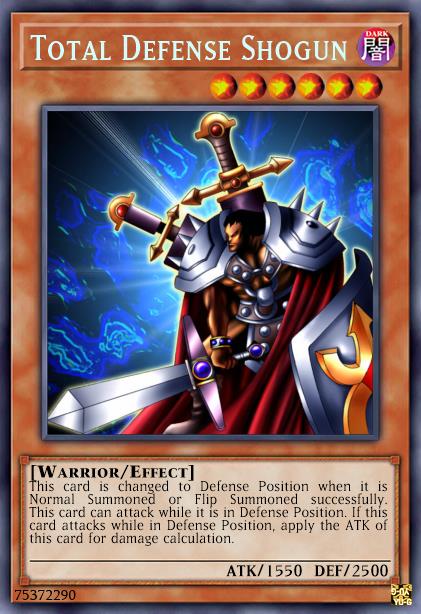 Total Defense Shogun
DARK
闇
[Warrior/Effect]
This card is changed to Defense Position when it is
Normal Summoned or Flip Summoned successfully.
This card can attack while it is in Defense Position. If this
card attacks while in Defense Position, apply the ATK of
this card for damage calculation.
ATK/1550 DEF/2500
75372290